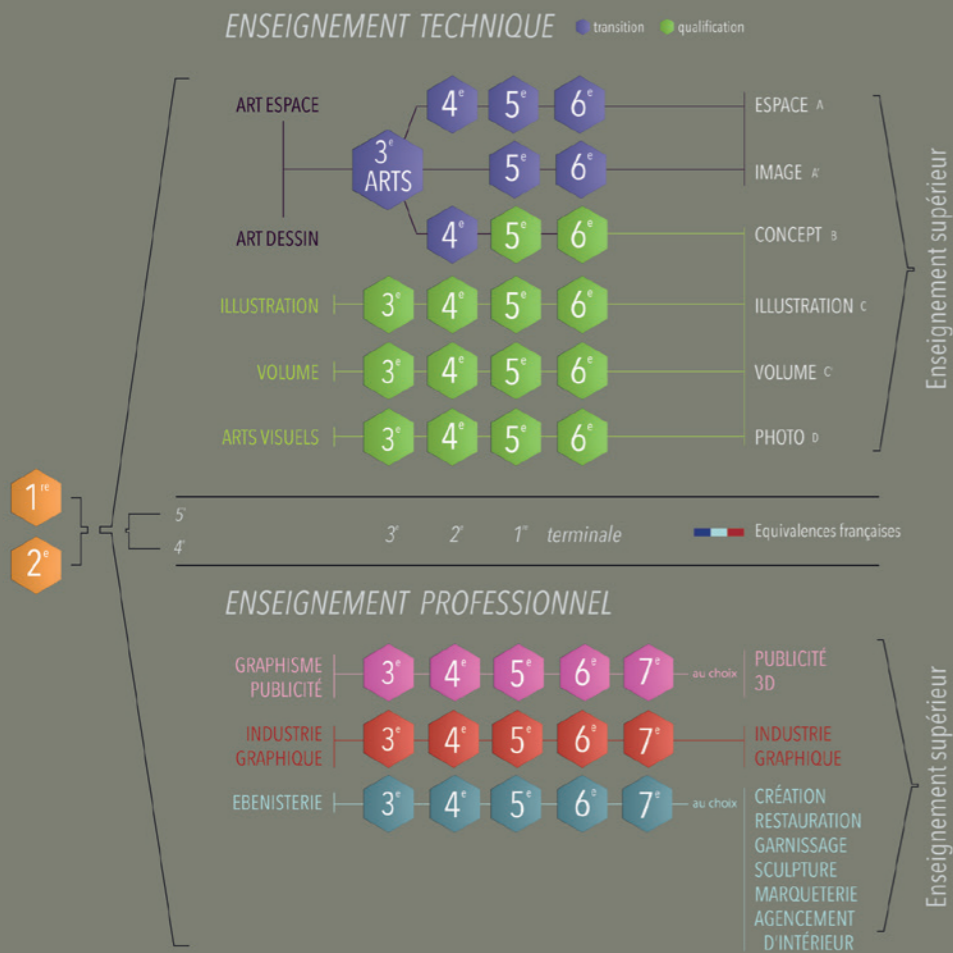 ENSEIGNEMENT TECHNIQUE
transition
qualification
ART ESPACE
4e 5e 6e
ESPACE A
3e
ARTS
5e 6e
IMAGE A'
ART DESSIN
4e 5e 6e
CONCEPT B
ILLUSTRATION
3e 4e 5e 6e
ILLUSTRATION C
VOLUME
3e 4e 5e 6e
VOLUME C'
ARTS VISUELS
3e 4e 5e 6e
PHOTO D
Enseignement supérieur
1re
2e
5e
4e
3e 2e 1re terminale
Equivalences françaises
ENSEIGNEMENT PROFESSIONNEL
GRAPHISME
PUBLICITÉ
3e 4e 5e 6e 7e
au choix
PUBLICITÉ
3D
INDUSTRIE
GRAPHIQUE
3e 4e 5e 6e 7e
INDUSTRIE
GRAPHIQUE
EBENISTERIE
3e 4e 5e 6e 7e
au choix
CRÉATION
RESTAURATION
GARNISSAGE
SCULPTURE
MARQUETERIE
AGENCEMENT
D'INTÉRIEUR
Enseignement supérieur